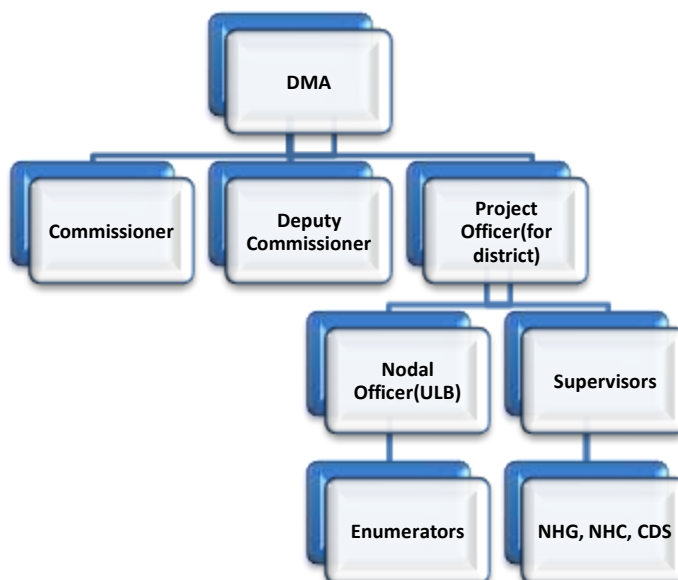 DMA
Commissioner
Deputy
Commissioner
Project
Officer(for
district)
Nodal
Officer(ULB)
Supervisors
Enumerators
NHG, NHC, CDS